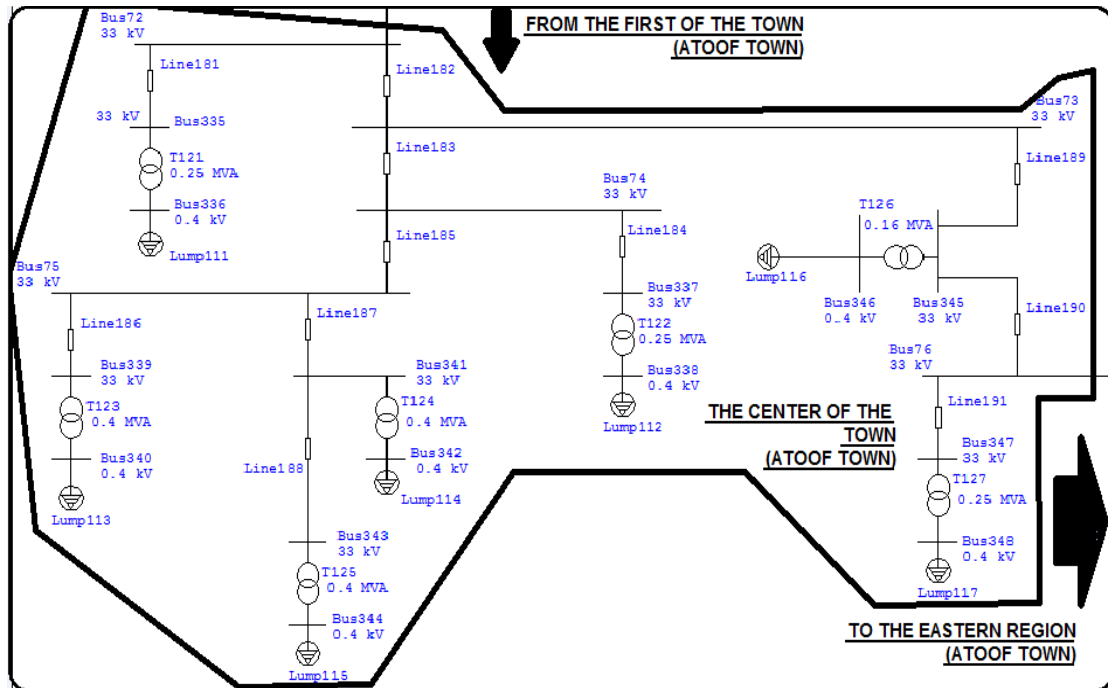 FROM THE FIRST OF THE TOWN
(ATOOF TOWN)
Bus72
33 kV
Line181
Line182
33 kV
Bus335
Bus73
33 kV
T121
0.25 MVA
Line183
Line189
Bus336
0.4 kV
Lump111
Bus74
33 kV
Line185
Line184
T126
0.16 MVA
Lump116
Bus346
0.4 kV
Bus345
33 kV
Bus75
33 kV
Line186
Line187
Bus337
33 kV
T122
0.25 MVA
Line190
Bus339
33 kV
Bus341
33 kV
Bus338
0.4 kV
Bus76
33 kV
T123
0.4 MVA
T124
0.4 MVA
Lump112
Line191
THE CENTER OF THE
TOWN
(ATOOF TOWN)
Bus340
0.4 kV
Line188
Bus342
0.4 kV
Bus347
33 kV
Lump113
Lump114
T127
0.25 MVA
Bus343
33 kV
Bus348
0.4 kV
T125
0.4 MVA
Lump117
Bus344
0.4 kV
Lump115
TO THE EASTERN REGION
(ATOOF TOWN)